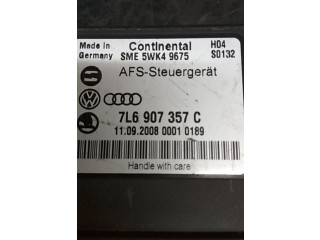 Made in Continental H04
Germany SME 5WK4 9675 S0132
AFS-Steuergerät
7L6 907 357 C
11.09.2008 0001 0189
Handle with care